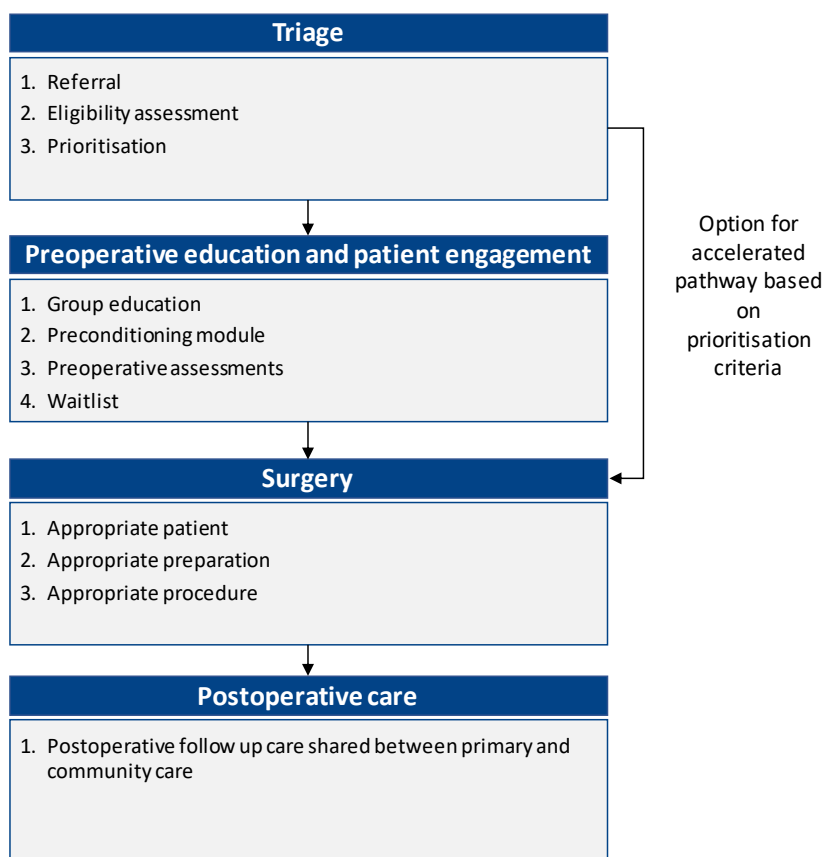 Triage
1. Referral
2. Eligibility assessment
3. Prioritisation
Preoperative education and patient engagement
1. Group education
2. Preconditioning module
3. Preoperative assessments
4. Waitlist
Option for
accelerated
pathway based
on
prioritisation
criteria
Surgery
1. Appropriate patient
2. Appropriate preparation
3. Appropriate procedure
Postoperative care
1. Postoperative follow up care shared between primary and
community care